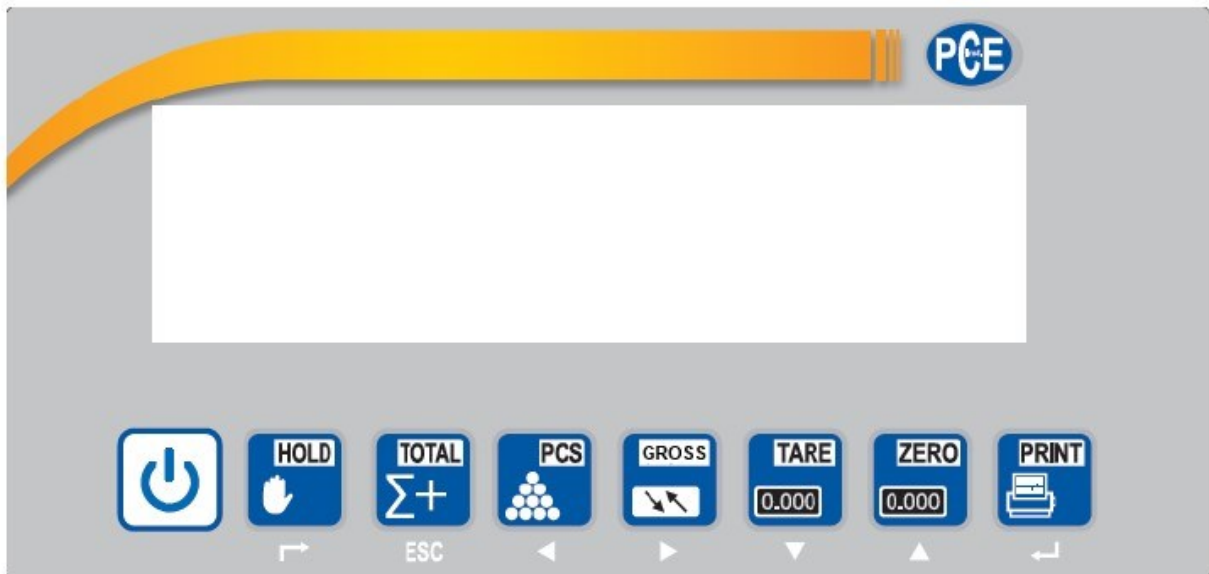 PCE
HOLD TOTAL PCS GROSS TARE ZERO PRINT
Σ+ 0.000 0.000
ESC